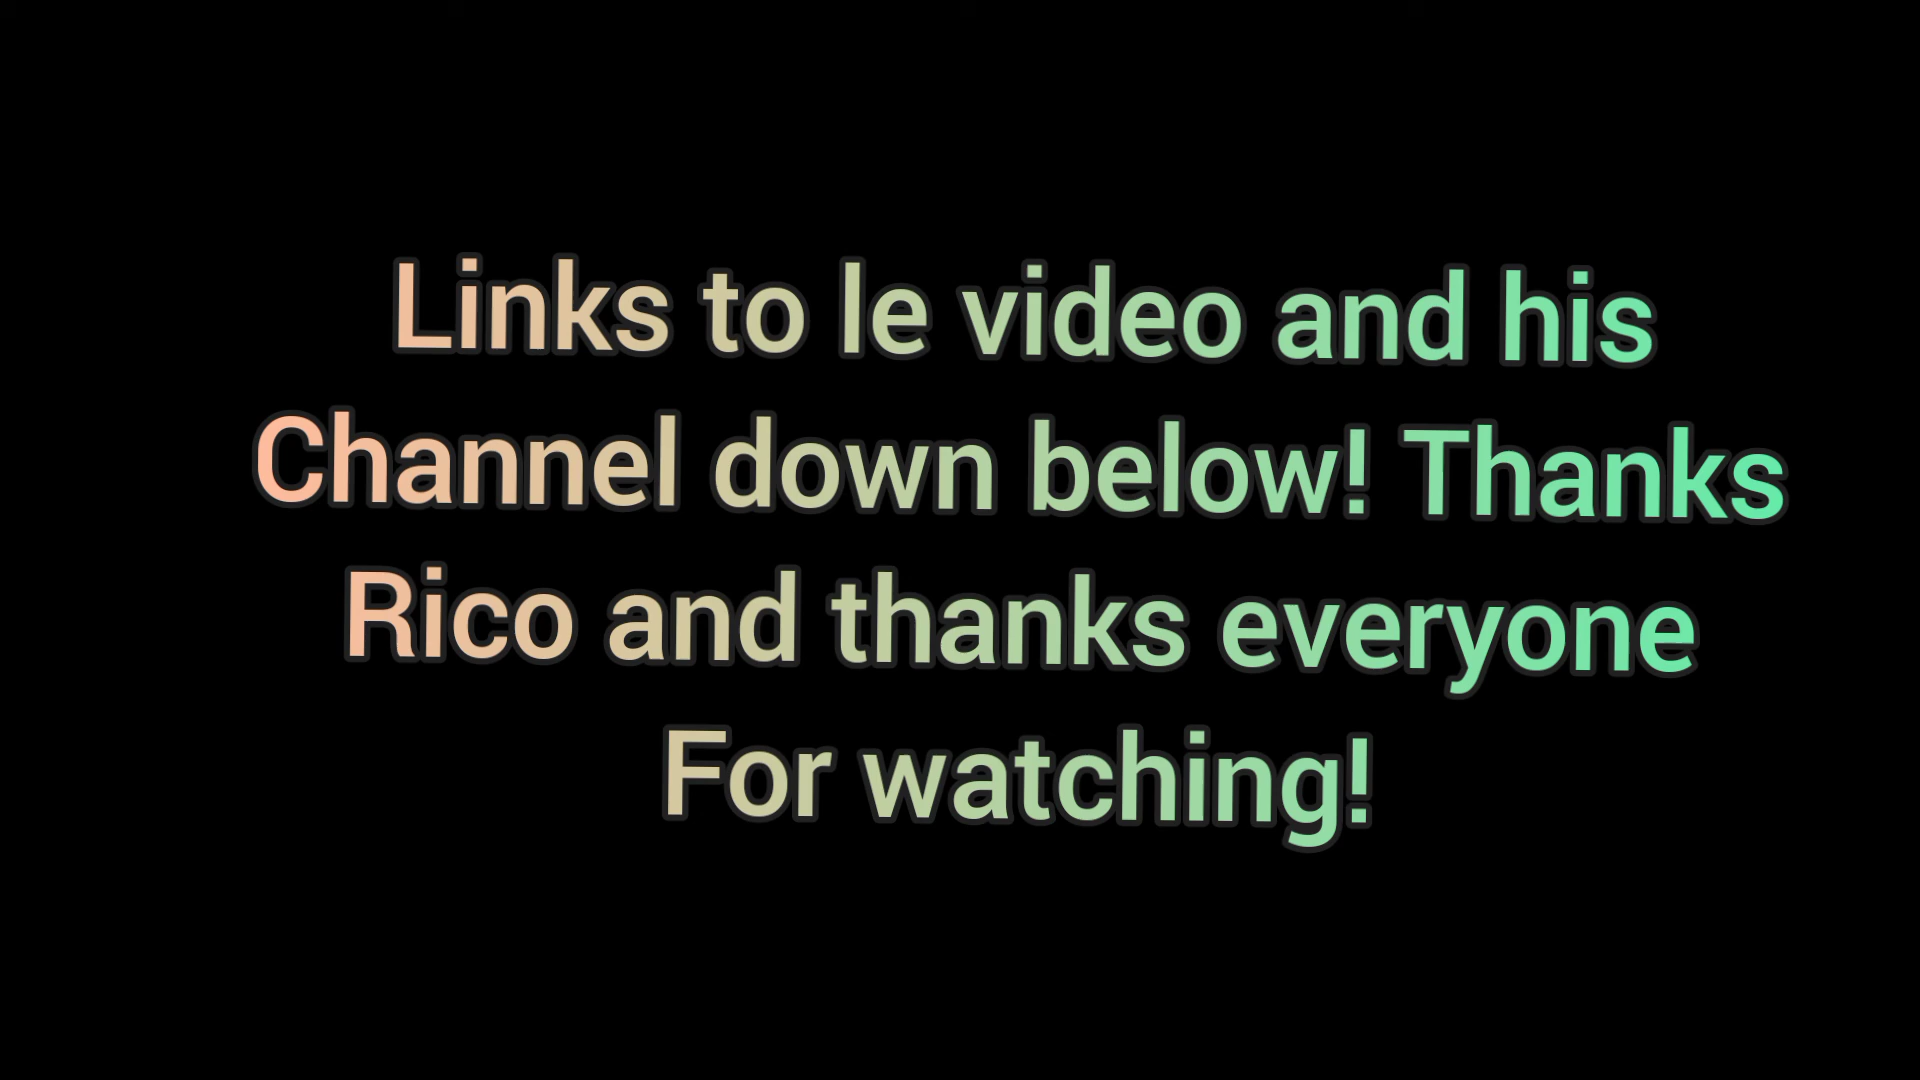 Links to le video and his
Channel down below! Thanks
Rico and thanks everyone
For watching!